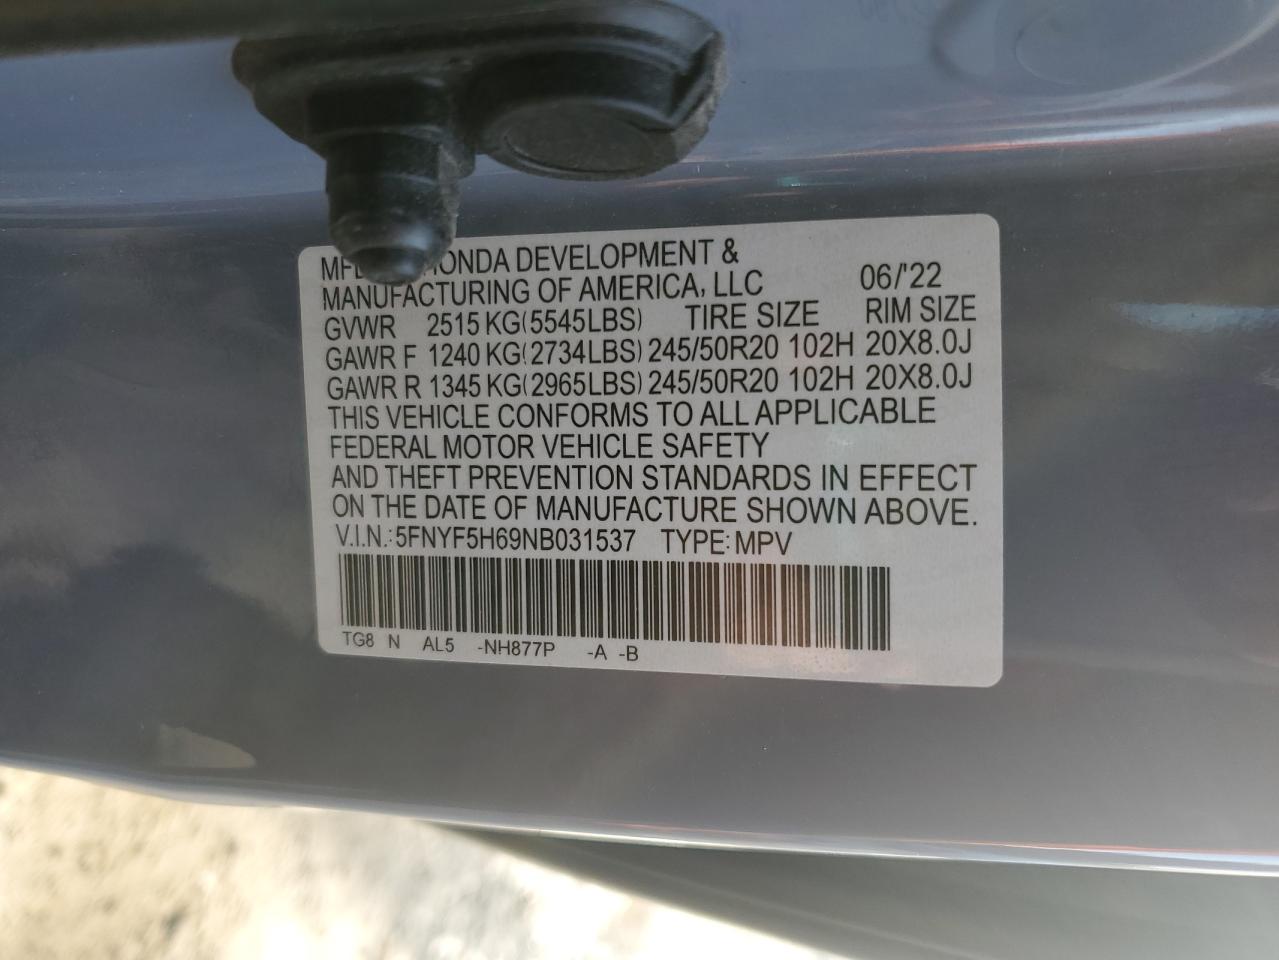 HONDA DEVELOPMENT &
MANUFACTURING OF AMERICA, LLC 06/'22
GVWR 2515 KG(5545LBS) TIRE SIZE RIM SIZE
GAWR F 1240 KG(2734LBS) 245/50R20 102H 20X8.0J
GAWR R 1345 KG(2965LBS) 245/50R20 102H 20X8.0J
THIS VEHICLE CONFORMS TO ALL APPLICABLE
FEDERAL MOTOR VEHICLE SAFETY
AND THEFT PREVENTION STANDARDS IN EFFECT
ON THE DATE OF MANUFACTURE SHOWN ABOVE.
V.I.N.: 5FNYF5H69NB031537 TYPE: MPV
TG8 N AL5 -NH877P -A -B